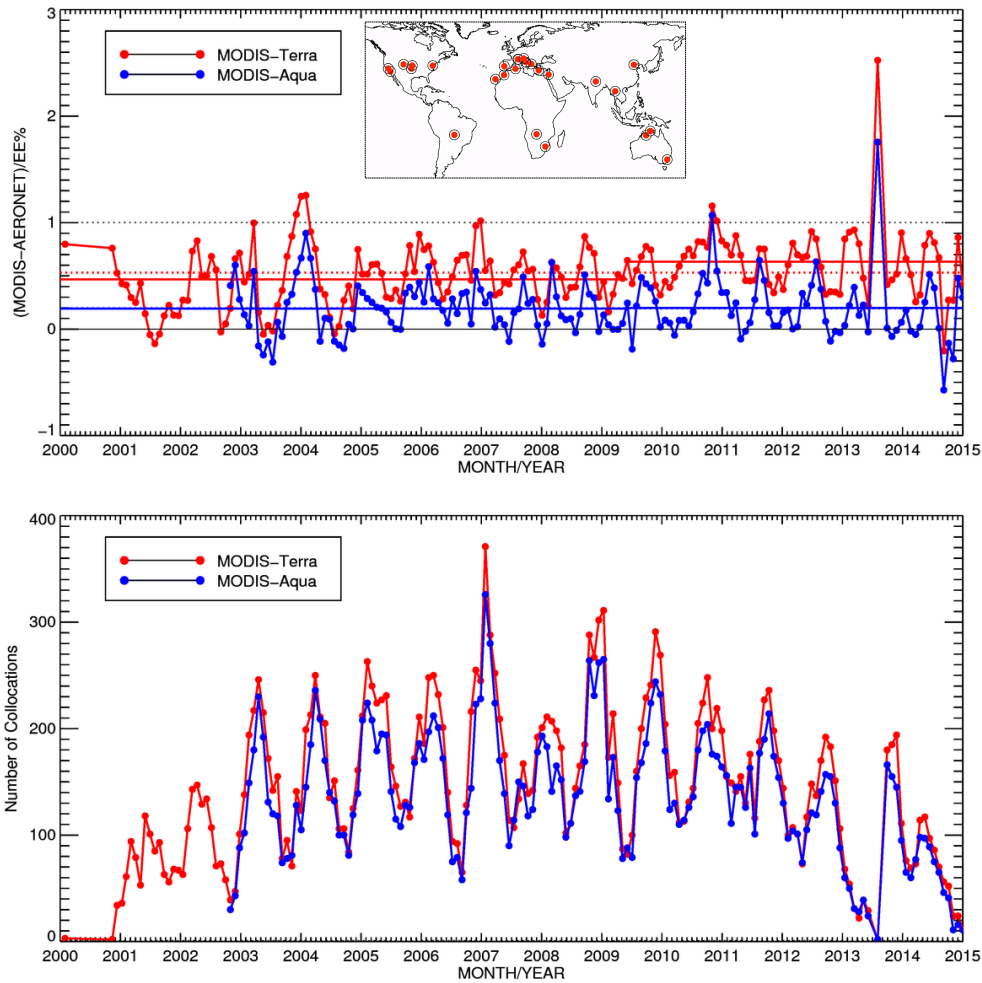 3
2
1
0
−1
(MODIS−AERONET)/EE%
MODIS−Terra
MODIS−Aqua
2000 2001 2002 2003 2004 2005 2006 2007 2008 2009 2010 2011 2012 2013 2014 2015
MONTH/YEAR
400
300
200
100
0
Number of Collocations
MODIS−Terra
MODIS−Aqua
2000 2001 2002 2003 2004 2005 2006 2007 2008 2009 2010 2011 2012 2013 2014 2015
MONTH/YEAR